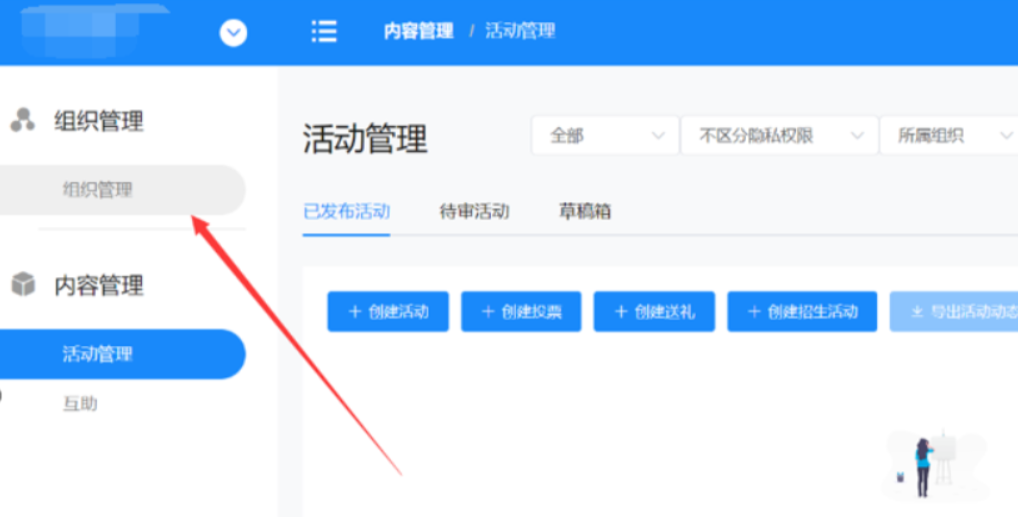 内容管理 / 活动管理
组织管理
组织管理
内容管理
活动管理
互助
活动管理
全部
不区分隐私权限
所属组织
已发布活动
待审活动
草稿箱
+ 创建活动
+ 创建投票
+ 创建送礼
+ 创建招生活动
导出活动动态